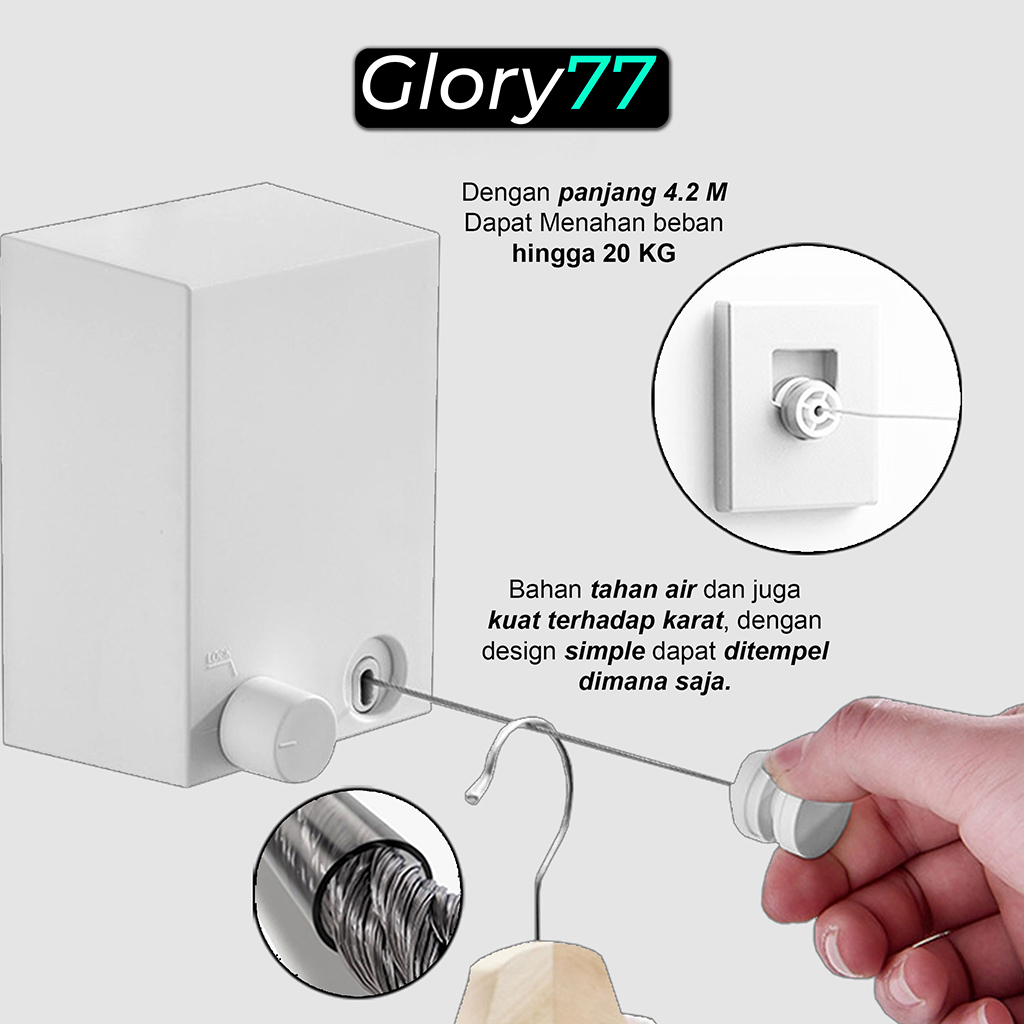 Glory77
Dengan panjang 4.2 M
Dapat Menahan beban
hingga 20 KG
Bahan tahan air dan juga
kuat terhadap karat, dengan
design simple dapat ditempel
dimana saja.
LOCK